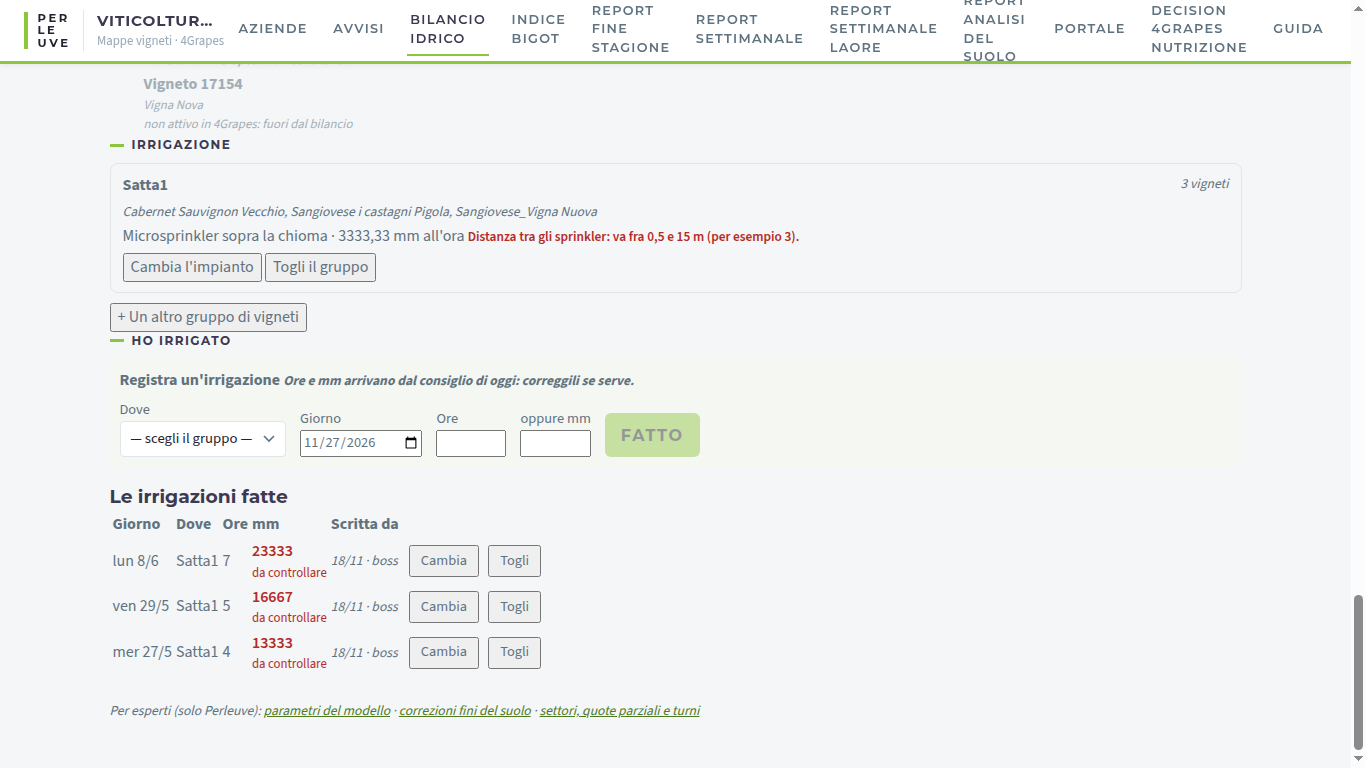 PER
LE
UVE
VITICOLTUR...
Mappe vigneti · 4Grapes
AZIENDE
AVVISI
BILANCIO
IDRICO
INDICE
BIGOT
REPORT
FINE
STAGIONE
REPORT
SETTIMANALE
REPORT
SETTIMANALE
LAORE
REPORT
ANALISI
DEL
SUOLO
PORTALE
DECISION
4GRAPES
NUTRIZIONE
GUIDA
Vigneto 17154
Vigna Nova
non attivo in 4Grapes: fuori dal bilancio
IRRIGAZIONE
Satta1
3 vigneti
Cabernet Sauvignon Vecchio, Sangiovese i castagni Pigola, Sangiovese_Vigna Nuova
Microsprinkler sopra la chioma · 3333,33 mm all'ora Distanza tra gli sprinkler: va fra 0,5 e 15 m (per esempio 3).
Cambia l'impianto Togli il gruppo
+ Un altro gruppo di vigneti
HO IRRIGATO
Registra un'irrigazione Ore e mm arrivano dal consiglio di oggi: correggili se serve.
Dove
Giorno
Ore
oppure mm
— scegli il gruppo —
11/27/2026
FATTO
Le irrigazioni fatte
Giorno Dove Ore mm Scritta da
lun 8/6 Satta1 7 23333 da controllare 18/11 · boss Cambia Togli
ven 29/5 Satta1 5 16667 da controllare 18/11 · boss Cambia Togli
mer 27/5 Satta1 4 13333 da controllare 18/11 · boss Cambia Togli
Per esperti (solo Perleuve): parametri del modello · correzioni fini del suolo · settori, quote parziali e turni